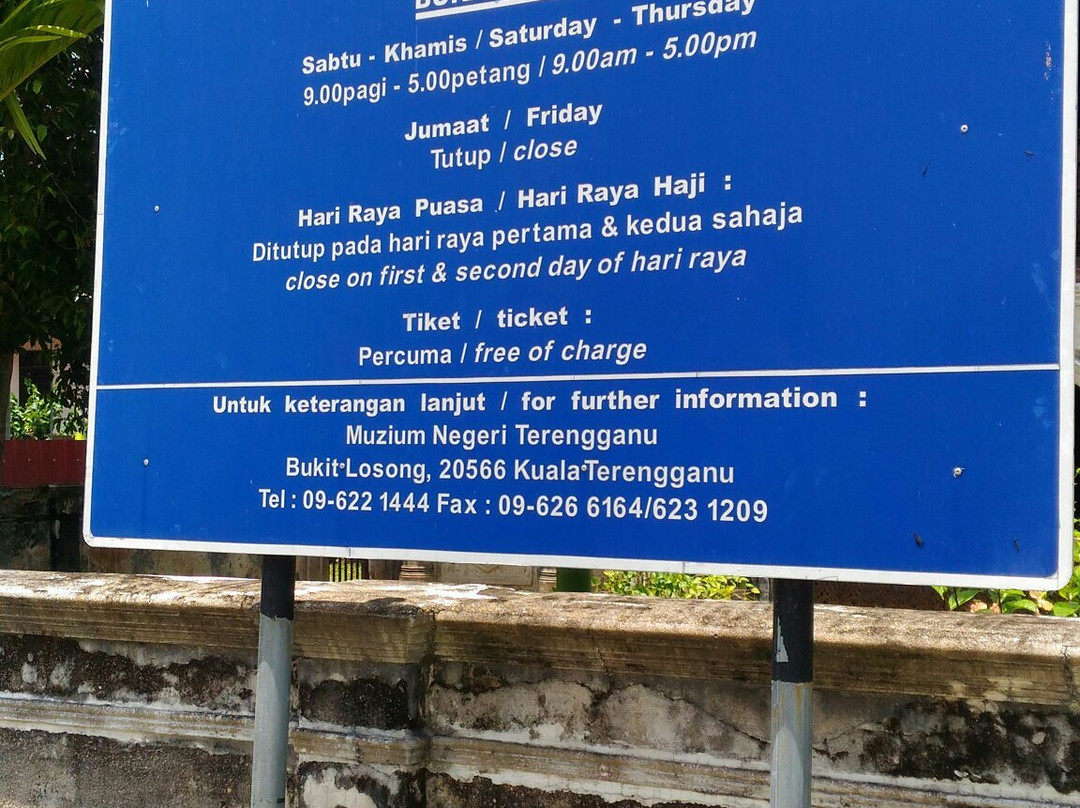 Sabtu - Khamis / Saturday - Thursday
9.00pagi - 5.00petang / 9.00am - 5.00pm
Jumaat / Friday
Tutup / close
Hari Raya Puasa / Hari Raya Haji :
Ditutup pada hari raya pertama & kedua sahaja
close on first & second day of hari raya
Tiket / ticket :
Percuma / free of charge
Untuk keterangan lanjut / for further information :
Muzium Negeri Terengganu
Bukit Losong, 20566 Kuala Terengganu
Tel : 09-622 1444 Fax : 09-626 6164/623 1209